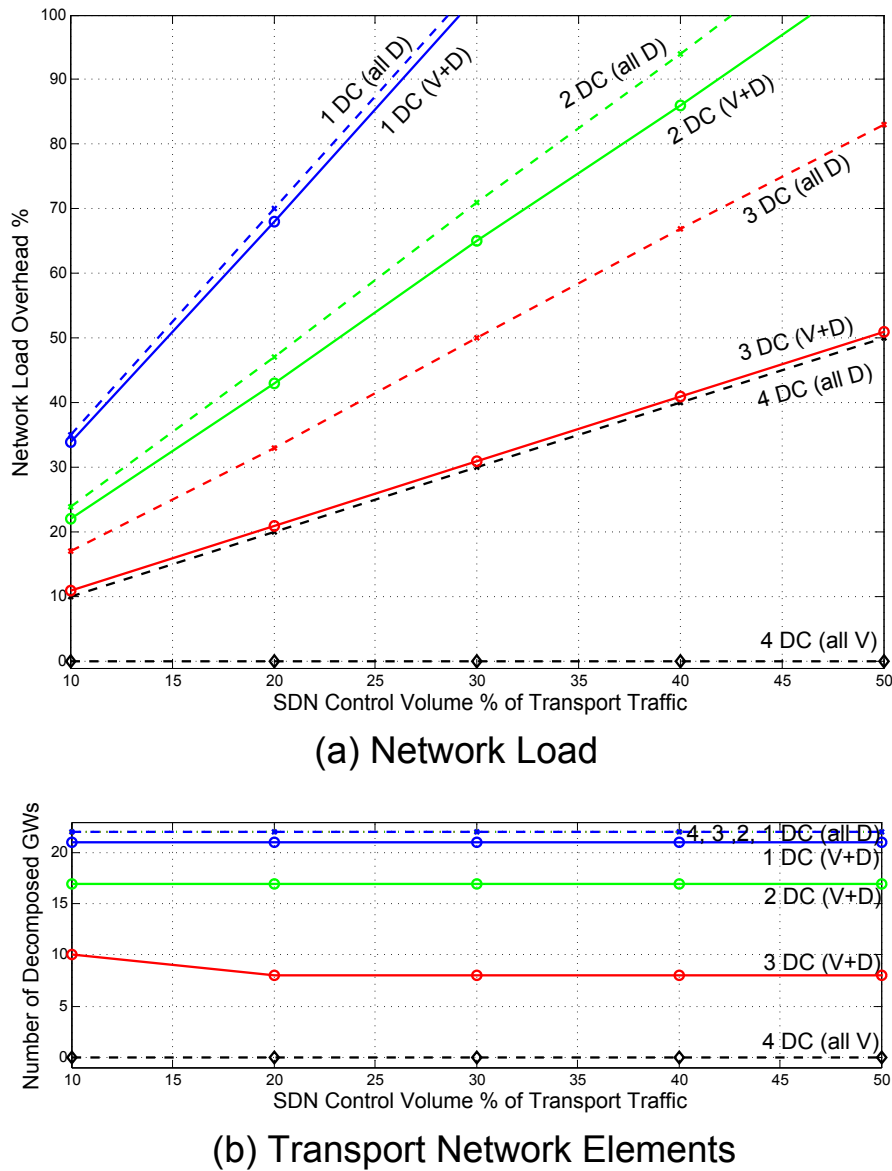 100
90
80
70
60
50
40
30
20
10
0
Network Load Overhead %
1 DC (all D)
1 DC (V+D)
2 DC (all D)
2 DC (V+D)
3 DC (all D)
3 DC (V+D)
4 DC (all D)
4 DC (all V)
10 15 20 25 30 35 40 45 50
SDN Control Volume % of Transport Traffic
(a) Network Load
20
15
10
5
0
Number of Decomposed GWs
4, 3 ,2, 1 DC (all D)
1 DC (V+D)
2 DC (V+D)
3 DC (V+D)
4 DC (all V)
10 15 20 25 30 35 40 45 50
SDN Control Volume % of Transport Traffic
(b) Transport Network Elements